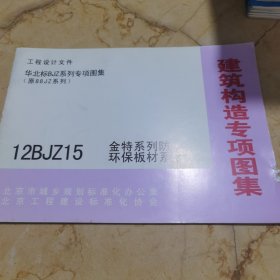 工程设计文件
华北标BJZ系列专项图集
(原88JZ系列)
12BJZ15
金特系列防
环保板材系
北京市城乡规划标准化办公室
北京工程建设标准化协会
建筑构造专项图集